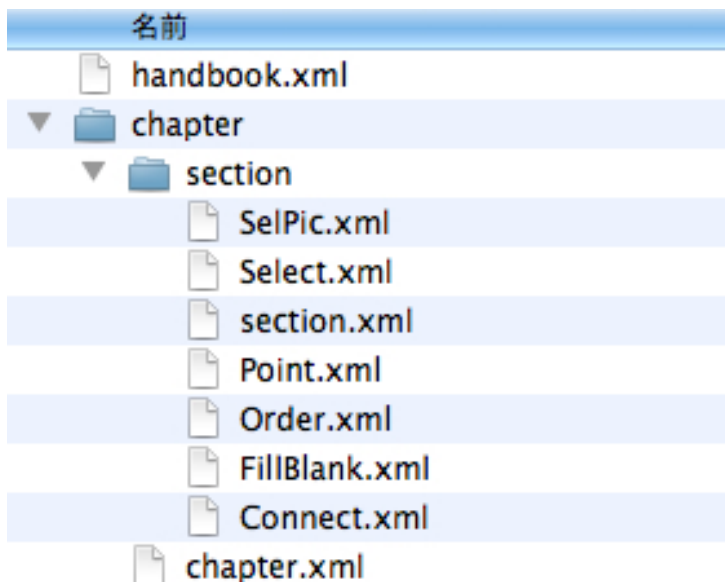 名前
handbook.xml
chapter
section
SelPic.xml
Select.xml
section.xml
Point.xml
Order.xml
FillBlank.xml
Connect.xml
chapter.xml